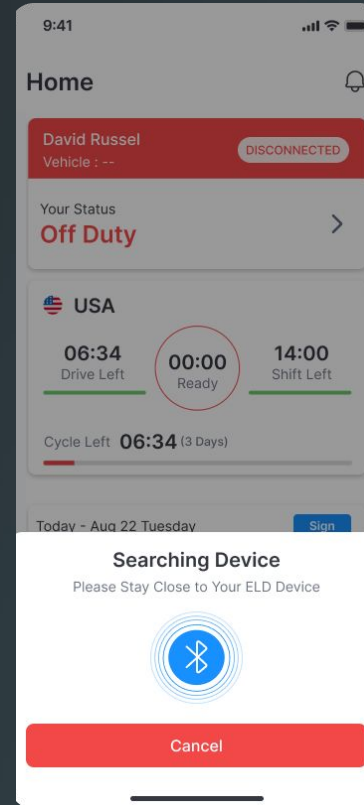 9:41
Home
David Russel
DISCONNECTED
Vehicle : --
Your Status
Off Duty
USA
06:34
Drive Left
00:00
Ready
14:00
Shift Left
Cycle Left 06:34 (3 Days)
Today - Aug 22 Tuesday
Sign
Searching Device
Please Stay Close to Your ELD Device
Cancel